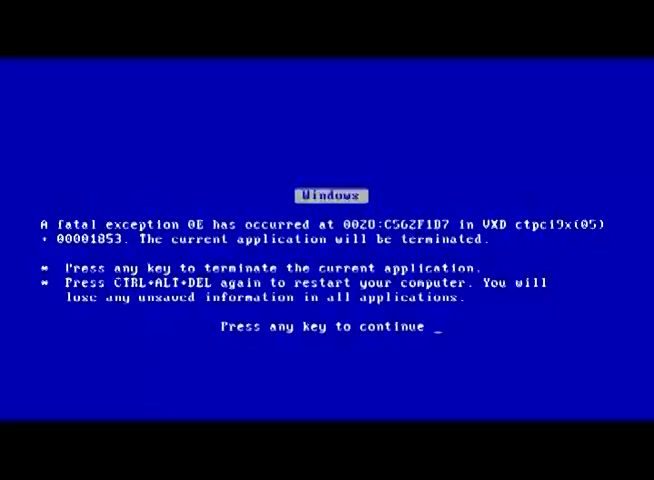 Windows
A fatal exception 0E has occurred at 0020:C562F1D7 in VXD ctpci9x(05)
+ 00001853. The current application will be terminated.
* Press any key to terminate the current application.
* Press CTRL+ALT+DEL again to restart your computer. You will
lose any unsaved information in all applications.
Press any key to continue _